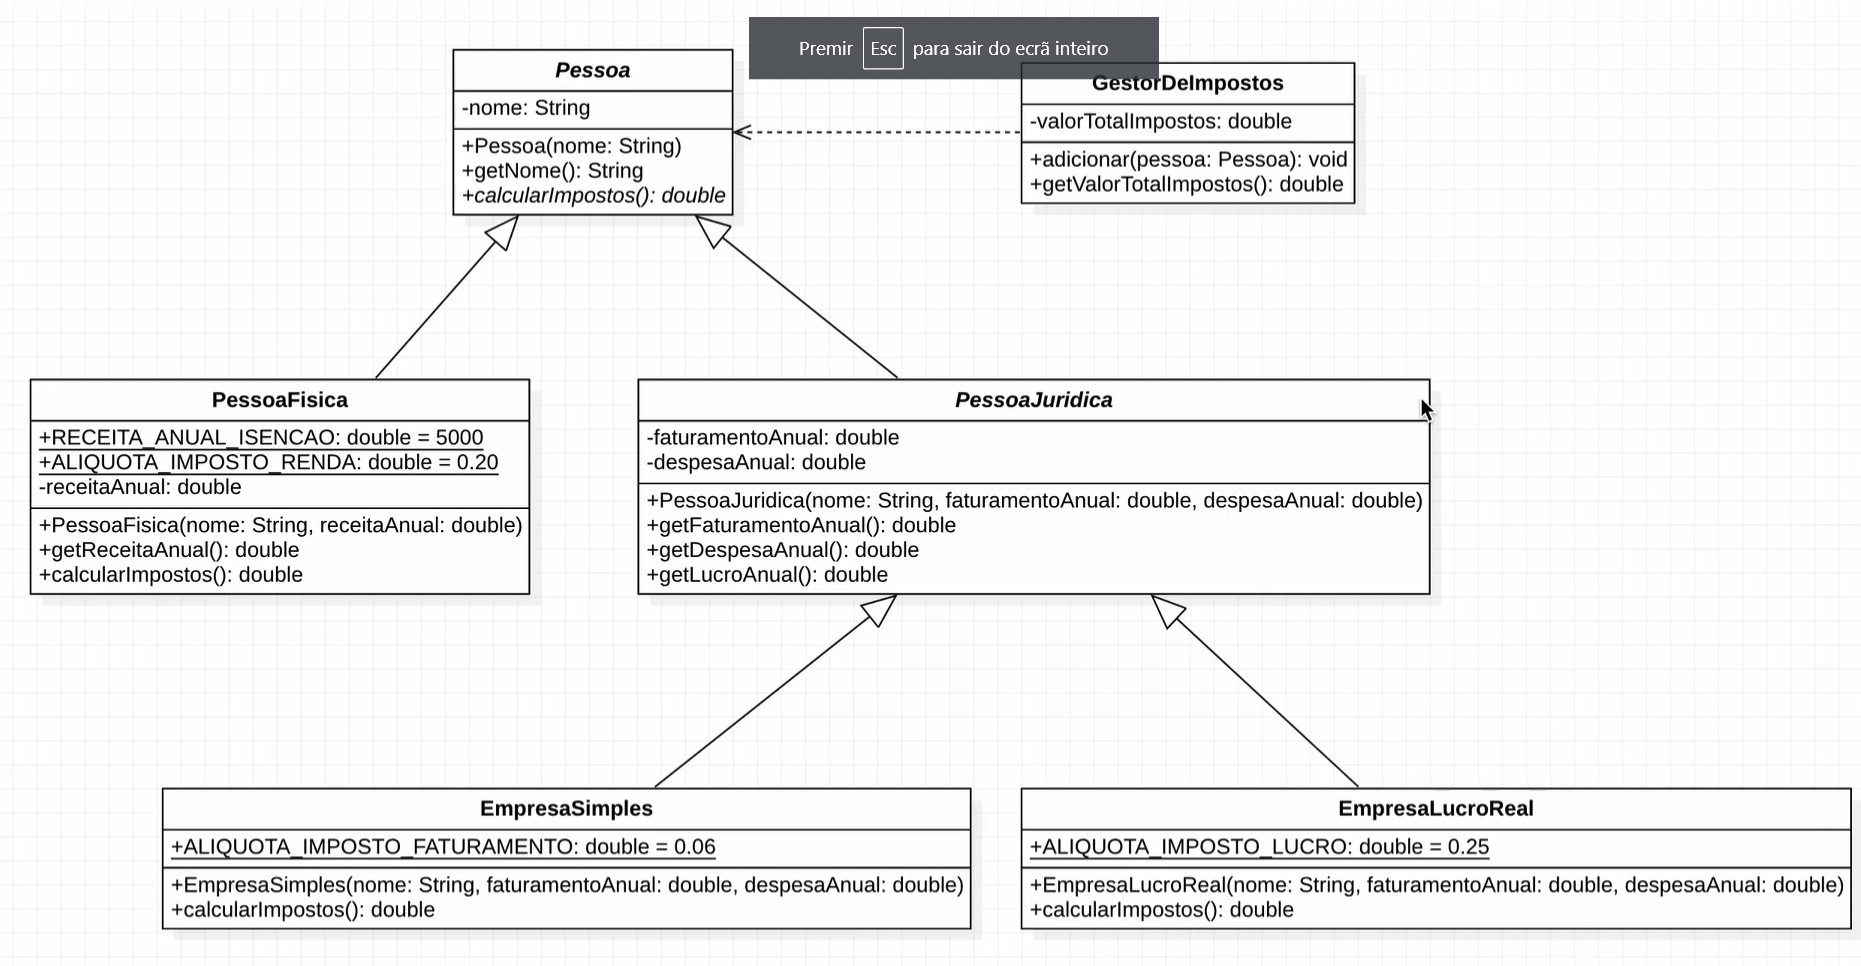 Premir Esc para sair do ecrã inteiro
Pessoa
-nome: String
+Pessoa(nome: String)
+getNome(): String
+calcularImpostos(): double
GestorDeImpostos
-valorTotalImpostos: double
+adicionar(pessoa: Pessoa): void
+getValorTotalImpostos(): double
PessoaFisica
+RECEITA_ANUAL_ISENCAO: double = 5000
+ALIQUOTA_IMPOSTO_RENDA: double = 0.20
-receitaAnual: double
+PessoaFisica(nome: String, receitaAnual: double)
+getReceitaAnual(): double
+calcularImpostos(): double
PessoaJuridica
-faturamentoAnual: double
-despesaAnual: double
+PessoaJuridica(nome: String, faturamentoAnual: double, despesaAnual: double)
+getFaturamentoAnual(): double
+getDespesaAnual(): double
+getLucroAnual(): double
EmpresaSimples
+ALIQUOTA_IMPOSTO_FATURAMENTO: double = 0.06
+EmpresaSimples(nome: String, faturamentoAnual: double, despesaAnual: double)
+calcularImpostos(): double
EmpresaLucroReal
+ALIQUOTA_IMPOSTO_LUCRO: double = 0.25
+EmpresaLucroReal(nome: String, faturamentoAnual: double, despesaAnual: double)
+calcularImpostos(): double